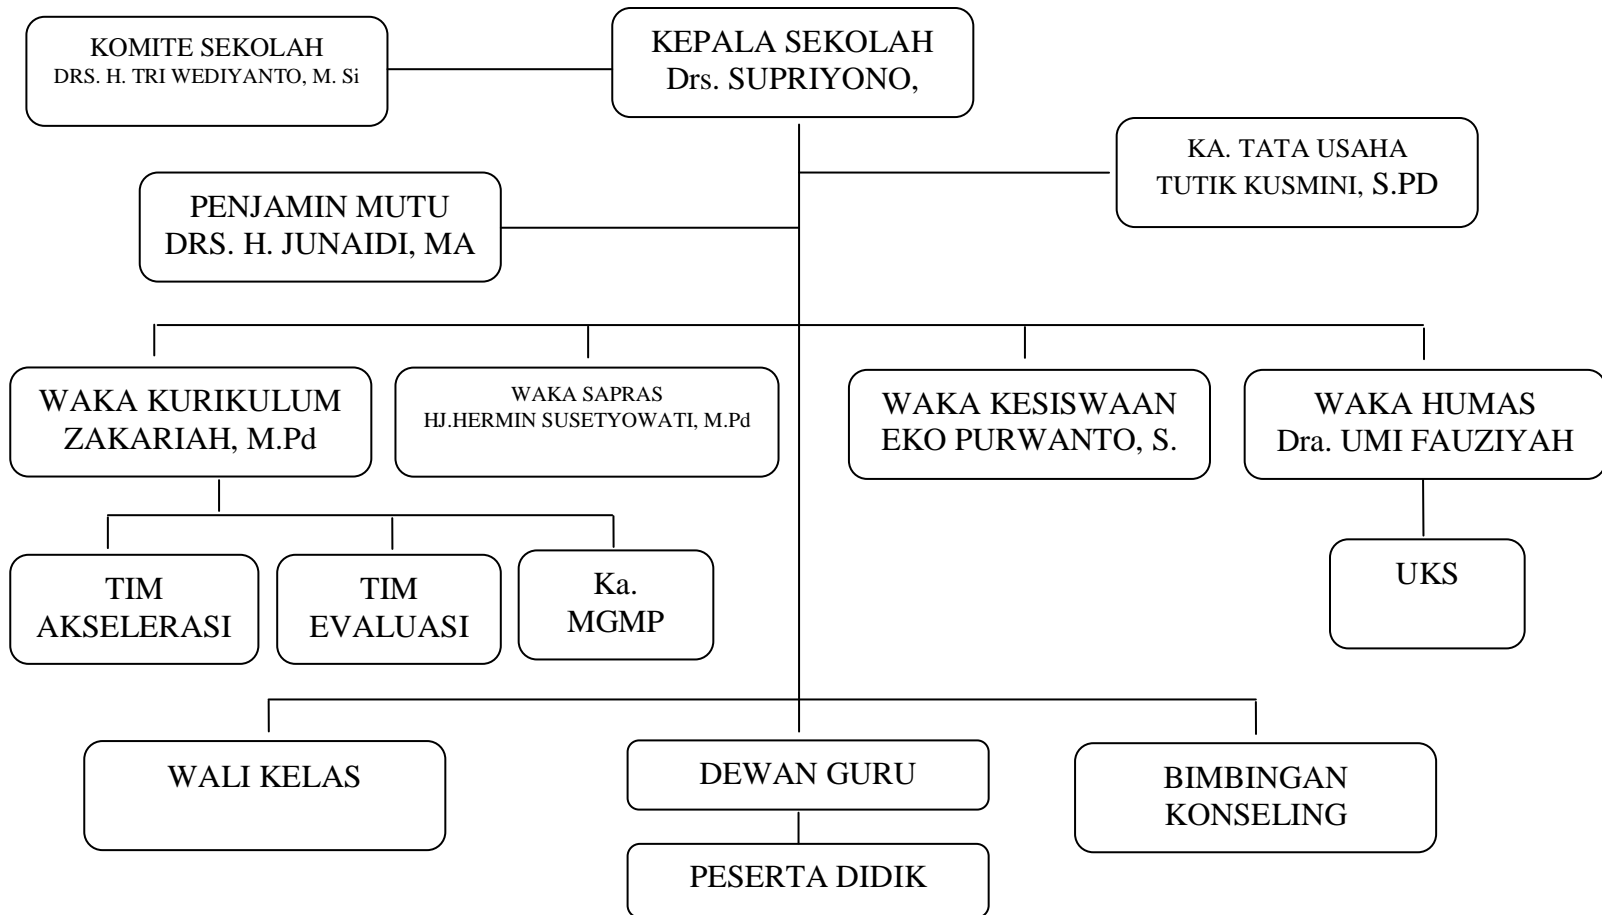 KOMITE SEKOLAH
DRS. H. TRI WEDIYANTO, M. Si
KEPALA SEKOLAH
Drs. SUPRIYONO,
KA. TATA USAHA
TUTIK KUSMINI, S.PD
PENJAMIN MUTU
DRS. H. JUNAIDI, MA
WAKA KURIKULUM
ZAKARIAH, M.Pd
WAKA SAPRAS
HJ.HERMIN SUSETYOWATI, M.Pd
WAKA KESISWAAN
EKO PURWANTO, S.
WAKA HUMAS
Dra. UMI FAUZIYAH
TIM
AKSELERASI
TIM
EVALUASI
Ka.
MGMP
UKS
WALI KELAS
DEWAN GURU
BIMBINGAN
KONSELING
PESERTA DIDIK